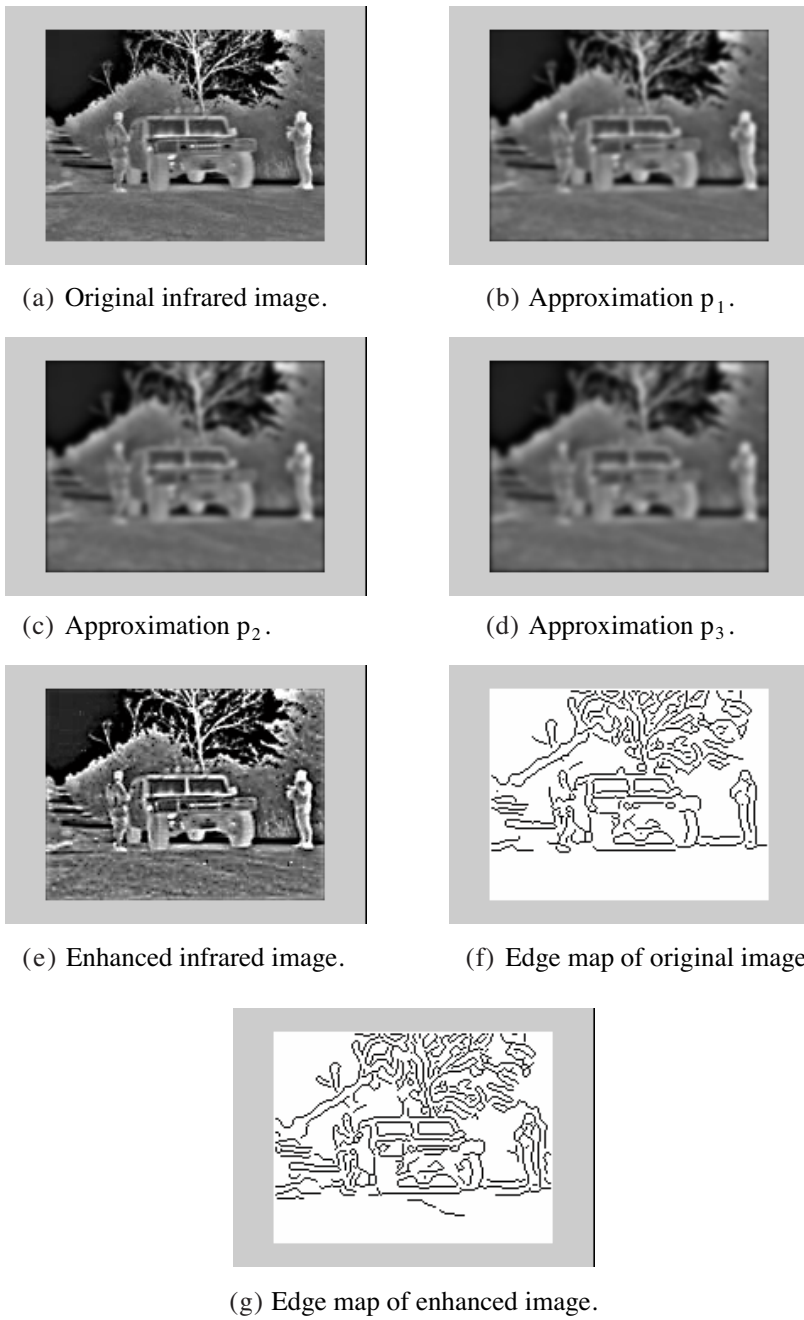 (a) Original infrared image.
(b) Approximation p₁.
(c) Approximation p₂.
(d) Approximation p₃.
(e) Enhanced infrared image.
(f) Edge map of original image
(g) Edge map of enhanced image.